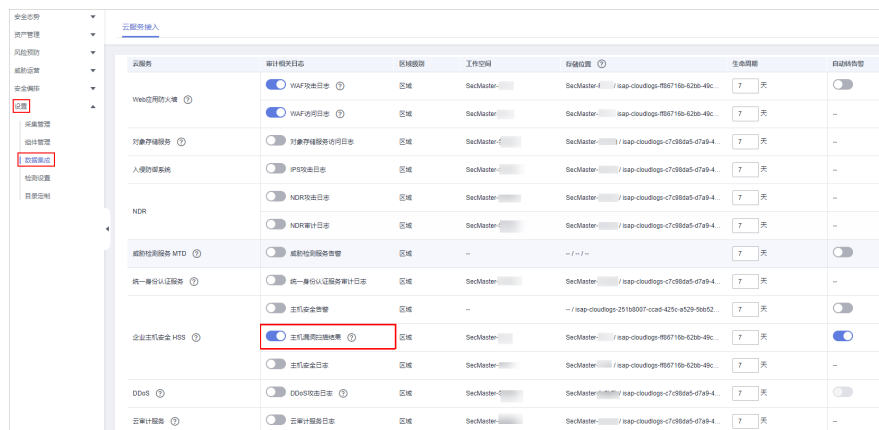 安全态势
资产管理
风险预防
威胁运营
安全编排
设置
采集管理
组件管理
数据集成
检测设置
目录定制
云服务接入
云服务 审计相关日志 区域级别 工作空间 存储位置 生命周期 自动转告警
Web应用防火墙
WAF攻击日志 区域 SecMaster- SecMaster- / isap-cloudlogs-ff86716b-62bb-49c... 7 天
WAF访问日志 区域 SecMaster- SecMaster- isap-cloudlogs-ff86716b-62bb-49c... 7 天 --
对象存储服务 对象存储服务访问日志 区域 SecMaster- SecMaster- / isap-cloudlogs-c7c98da5-d7a9-4... 7 天 --
入侵防御系统 IPS攻击日志 区域 SecMaster- SecMaster- / isap-cloudlogs-c7c98da5-d7a9-4... 7 天 --
NDR
NDR攻击日志 区域 SecMaster- SecMaster- / isap-cloudlogs-c7c98da5-d7a9-4... 7 天 --
NDR审计日志 区域 SecMaster- SecMaster- / isap-cloudlogs-c7c98da5-d7a9-4... 7 天 --
威胁检测服务 MTD 威胁检测服务告警 区域 -- -- / -- / -- 7 天
统一身份认证服务 统一身份认证服务审计日志 区域 SecMaster- SecMaster- / isap-cloudlogs-c7c98da5-d7a9-4... 7 天 --
企业主机安全 HSS
主机安全告警 区域 -- -- / isap-cloudlogs-251b8007-ccad-425c-a529-5bb52... 7 天
主机漏洞扫描结果 区域 SecMaster- SecMaster- / isap-cloudlogs-ff86716b-62bb-49c... 7 天
主机安全日志 区域 SecMaster- SecMaster- / isap-cloudlogs-ff86716b-62bb-49c... 7 天 --
DDoS DDoS攻击日志 区域 SecMaster- SecMaster- / isap-cloudlogs-c7c98da5-d7a9-4... 7 天
云审计服务 云审计服务日志 区域 SecMaster- SecMaster- / isap-cloudlogs-c7c98da5-d7a9-4... 7 天 --